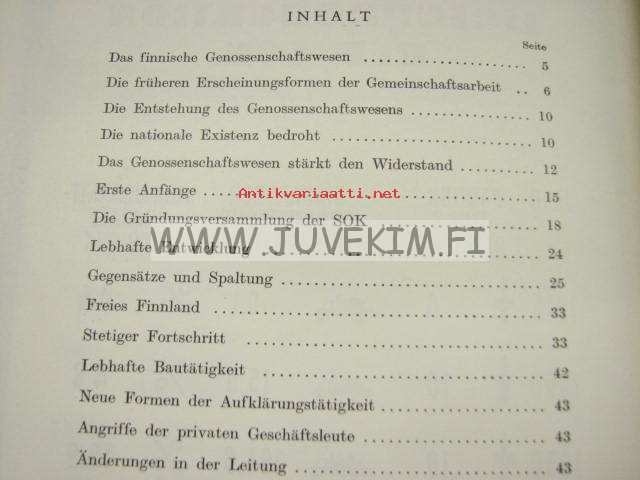 INHALT
Seite
Das finnische Genossenschaftswesen .................... 5
Die früheren Erscheinungsformen der Gemeinschaftsarbeit .. 6
Die Entstehung des Genossenschaftswesens .............. 10
Die nationale Existenz bedroht ........................ 10
Das Genossenschaftswesen stärkt den Widerstand ........ 12
Erste Anfänge ........................ 15
Antikvariaatti.net
Die Gründungsversammlung der SOK ........................ 18
WWW.JUVEKIM.FI
Lebhafte Entwicklung ........................ 24
Gegensätze und Spaltung ........................ 25
Freies Finnland ........................ 33
Stetiger Fortschritt ........................ 33
Lebhafte Bautätigkeit ........................ 42
Neue Formen der Aufklärungstätigkeit ................ 43
Angriffe der privaten Geschäftsleute ................ 43
Änderungen in der Leitung ........................ 43